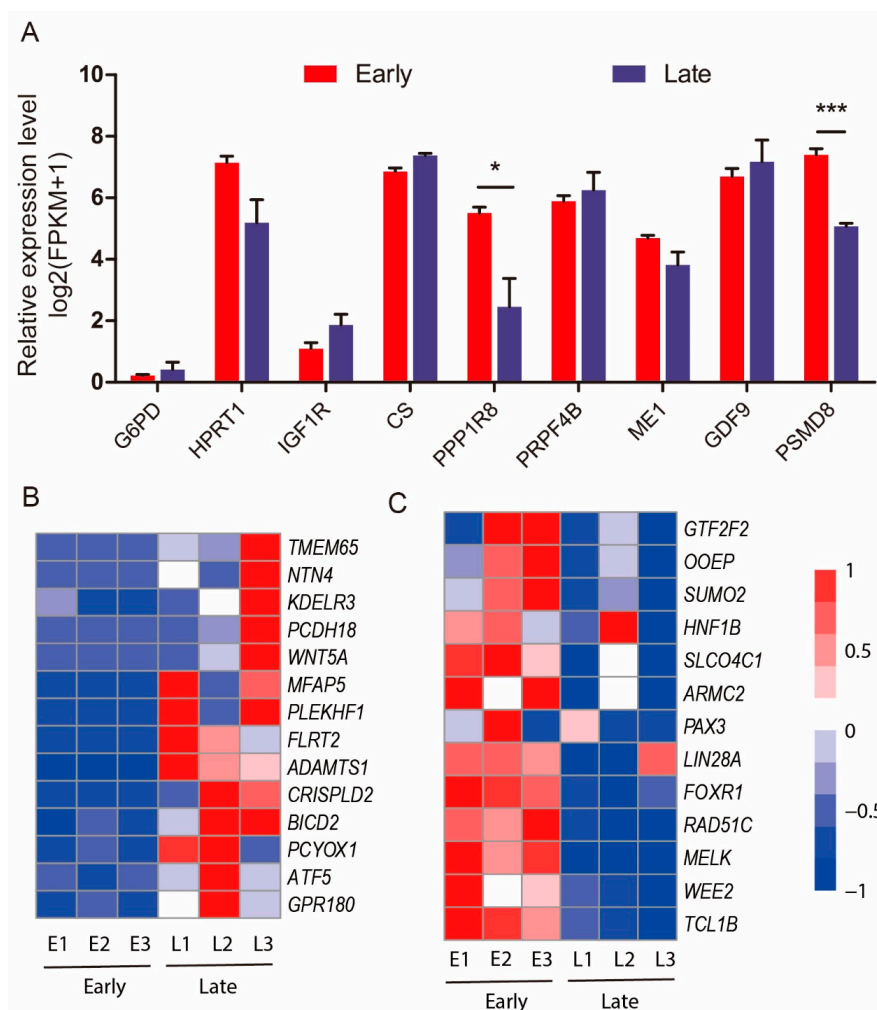 A
Early
Late
Relative expression level
log2(FPKM+1)
10
8
6
4
2
0
*
***
G6PD
HPRT1
IGF1R
CS
PPP1R8
PRPF4B
ME1
GDF9
PSMD8
B
TMEM65
NTN4
KDELR3
PCDH18
WNT5A
MFAP5
PLEKHF1
FLRT2
ADAMTS1
CRISPLD2
BICD2
PCYOX1
ATF5
GPR180
E1 E2 E3 L1 L2 L3
Early Late
C
GTF2F2
OOEP
SUMO2
HNF1B
SLCO4C1
ARMC2
PAX3
LIN28A
FOXR1
RAD51C
MELK
WEE2
TCL1B
E1 E2 E3 L1 L2 L3
Early Late
1
0.5
0
−0.5
−1